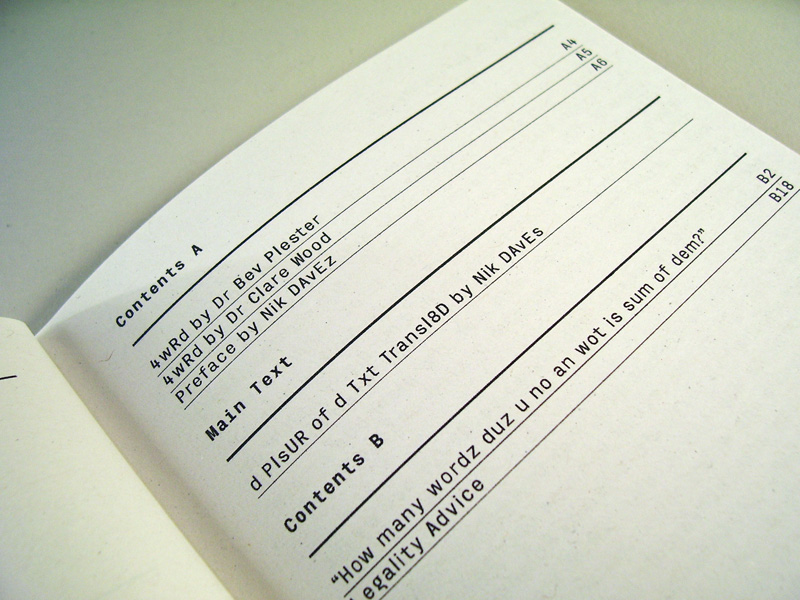 Contents A
4wRd by Dr Bev Plester A4
4wRd by Dr Clare Wood A5
Preface by Nik DAvEz A6
Main Text
d PlsUR of d Txt Transl8D by Nik DAvEs
Contents B
“How many wordz duz u no an wot is sum of dem?” B2
Legality Advice B18